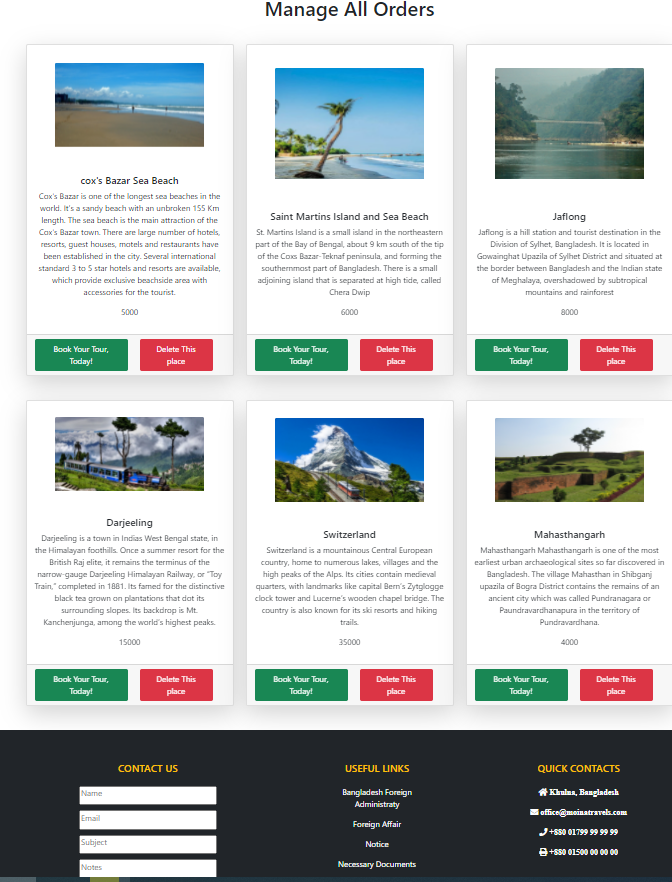 Manage All Orders
cox's Bazar Sea Beach
Cox's Bazar is one of the longest sea beaches in the
world. It's a sandy beach with an unbroken 155 Km
length. The sea beach is the main attraction of the
Cox's Bazar town. There are large number of hotels,
resorts, guest houses, motels and restaurants have
been established in the city. Several international
standard 3 to 5 star hotels and resorts are available,
which provide exclusive beachside area with
accessories for the tourist.
5000
Book Your Tour,
Today!
Delete This
place
Saint Martins Island and Sea Beach
St. Martins Island is a small island in the northeastern
part of the Bay of Bengal, about 9 km south of the tip
of the Coxs Bazar-Teknaf peninsula, and forming the
southernmost part of Bangladesh. There is a small
adjoining island that is separated at high tide, called
Chera Dwip
6000
Book Your Tour,
Today!
Delete This
place
Jaflong
Jaflong is a hill station and tourist destination in the
Division of Sylhet, Bangladesh. It is located in
Gowainghat Upazila of Sylhet District and situated at
the border between Bangladesh and the Indian state
of Meghalaya, overshadowed by subtropical
mountains and rainforest
8000
Book Your Tour,
Today!
Delete This
place
Darjeeling
Darjeeling is a town in Indias West Bengal state, in
the Himalayan foothills. Once a summer resort for the
British Raj elite, it remains the terminus of the
narrow-gauge Darjeeling Himalayan Railway, or “Toy
Train,” completed in 1881. Its famed for the distinctive
black tea grown on plantations that dot its
surrounding slopes. Its backdrop is Mt.
Kanchenjunga, among the world's highest peaks.
15000
Book Your Tour,
Today!
Delete This
place
Switzerland
Switzerland is a mountainous Central European
country, home to numerous lakes, villages and the
high peaks of the Alps. Its cities contain medieval
quarters, with landmarks like capital Bern's Zytglogge
clock tower and Lucerne's wooden chapel bridge. The
country is also known for its ski resorts and hiking
trails.
35000
Book Your Tour,
Today!
Delete This
place
Mahasthangarh
Mahasthangarh Mahasthangarh is one of the most
earliest urban archaeological sites so far discovered in
Bangladesh. The village Mahasthan in Shibganj
upazila of Bogra District contains the remains of an
ancient city which was called Pundranagara or
Paundravardhanapura in the territory of
Pundravardhana.
4000
Book Your Tour,
Today!
Delete This
place
CONTACT US
Name
Email
Subject
Notes
USEFUL LINKS
Bangladesh Foreign
Administraty
Foreign Affair
Notice
Necessary Documents
QUICK CONTACTS
Khulna, Bangladesh
office@moinatravels.com
+880 01799 99 99 99
+880 01500 00 00 00